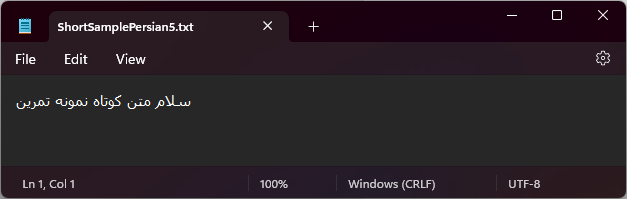 ShortSamplePersian5.txt
File Edit View
سلام متن کوتاه نمونه تمرین
Ln 1, Col 1 100% Windows (CRLF) UTF-8